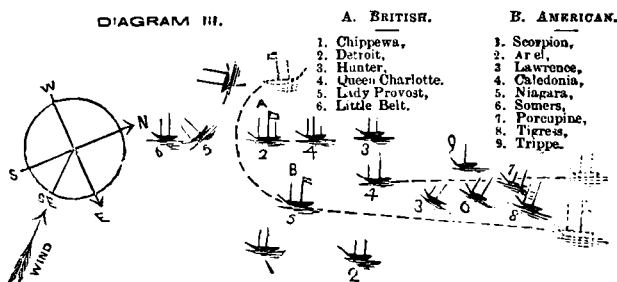 DIAGRAM III.
A. BRITISH.
1. Chippewa,
2. Detroit,
3. Hunter,
4. Queen Charlotte.
5. Lady Provost,
6. Little Belt.
B. AMERICAN.
1. Scorpion,
2. Ar el,
3 Lawrence,
4. Caledonia,
5. Niagara,
6. Somers,
7. Porcupine,
8. Tigress,
9. Trippe.
W
N
S
SE
E
WIND
A
6
5
2
4
3
B
5
4
9
3
6
7
8
2